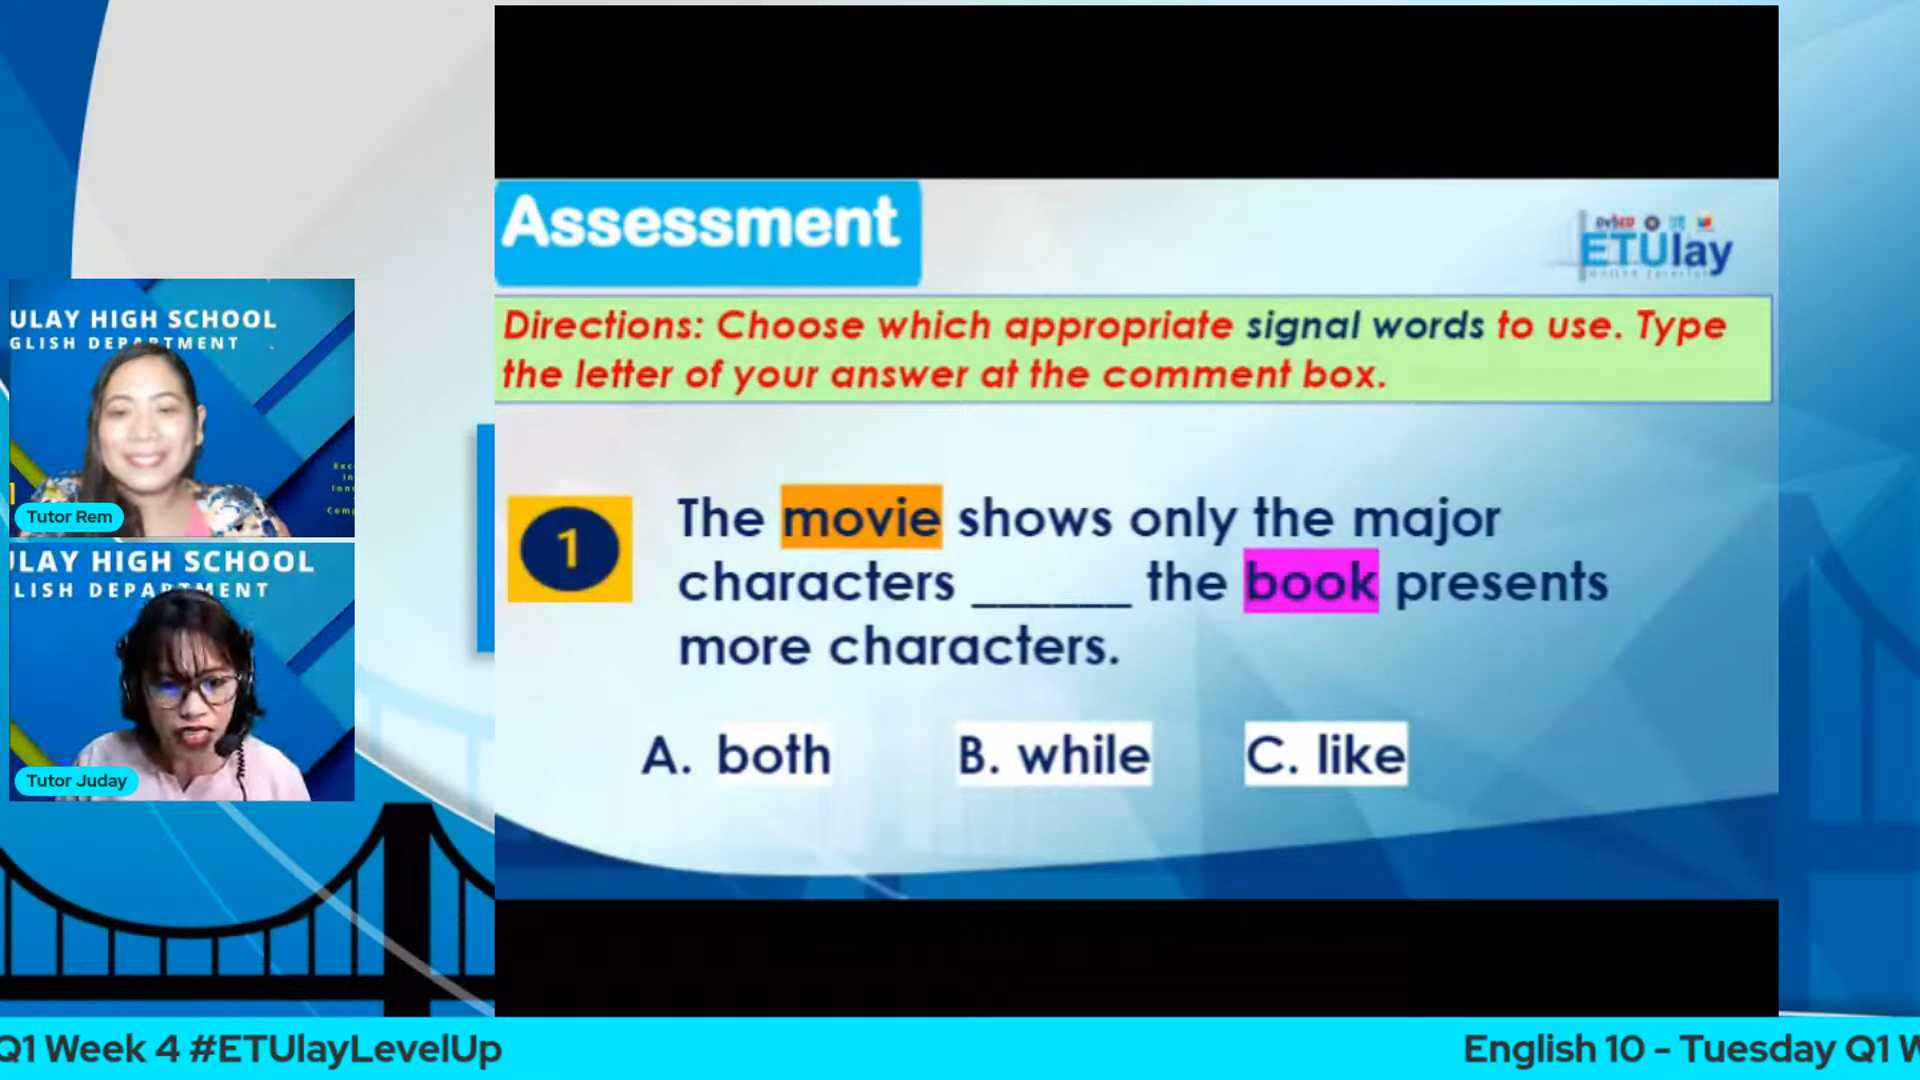 Assessment
ETUlay
Directions: Choose which appropriate signal words to use. Type
the letter of your answer at the comment box.
1
The movie shows only the major
characters ______ the book presents
more characters.
A. both
B. while
C. like
ULAY HIGH SCHOOL
GLISH DEPARTMENT
Tutor Rem
ULAY HIGH SCHOOL
LISH DEPARTMENT
Tutor Juday
Q1 Week 4 #ETUlayLevelUp
English 10 - Tuesday Q1 W